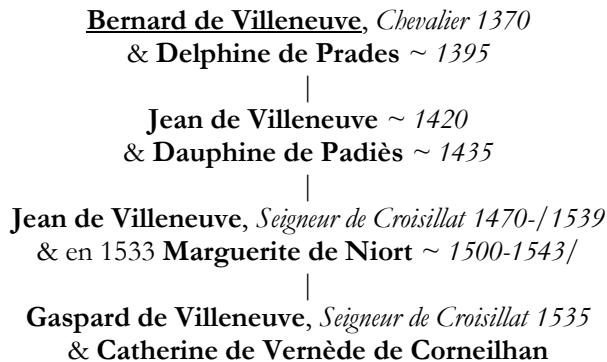 Bernard de Villeneuve, Chevalier 1370
& Delphine de Prades ~ 1395
|
Jean de Villeneuve ~ 1420
& Dauphine de Padiès ~ 1435
|
Jean de Villeneuve, Seigneur de Croisillat 1470-/1539
& en 1533 Marguerite de Niort ~ 1500-1543/
|
Gaspard de Villeneuve, Seigneur de Croisillat 1535
& Catherine de Vernède de Corneilhan